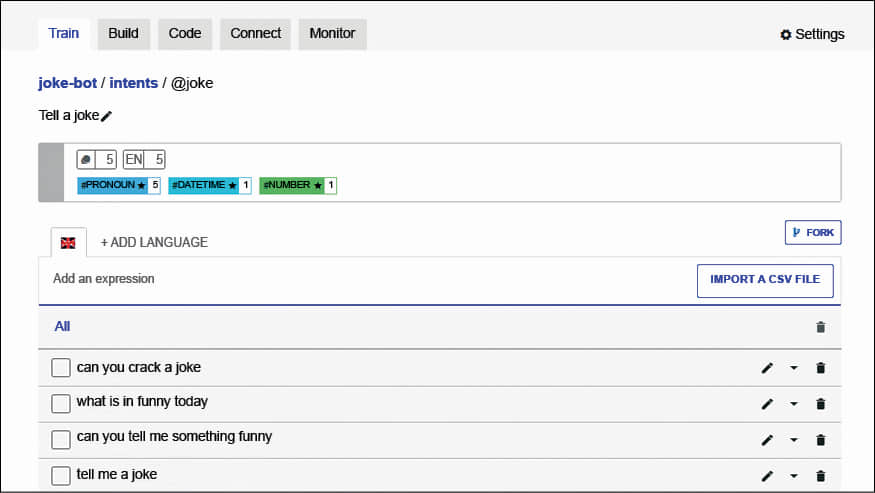 Train Build Code Connect Monitor Settings
joke-bot / intents / @joke
Tell a joke
5 EN 5
#PRONOUN ★ 5 #DATETIME ★ 1 #NUMBER ★ 1
+ ADD LANGUAGE FORK
Add an expression IMPORT A CSV FILE
All
can you crack a joke
what is in funny today
can you tell me something funny
tell me a joke